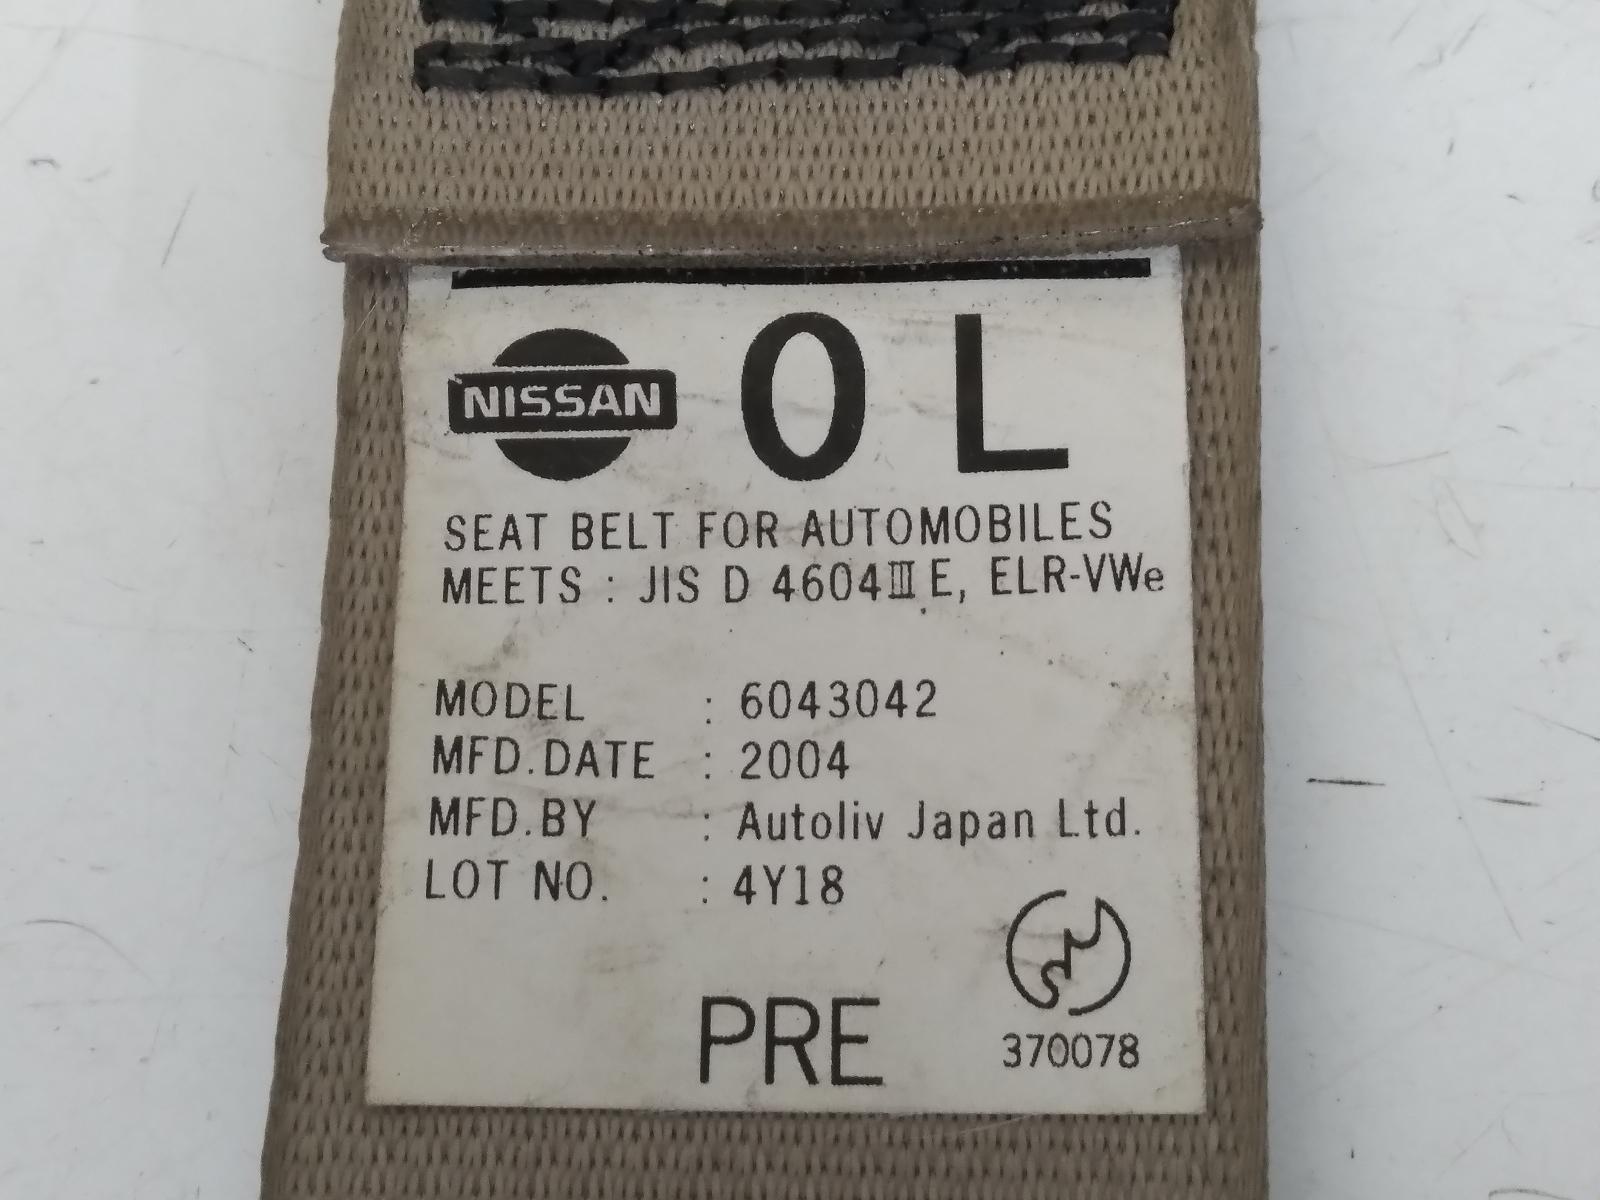 NISSAN OL
SEAT BELT FOR AUTOMOBILES
MEETS : JIS D 4604Ⅲ E, ELR-VWe
MODEL : 6043042
MFD.DATE : 2004
MFD.BY : Autoliv Japan Ltd.
LOT NO. : 4Y18
PRE
370078